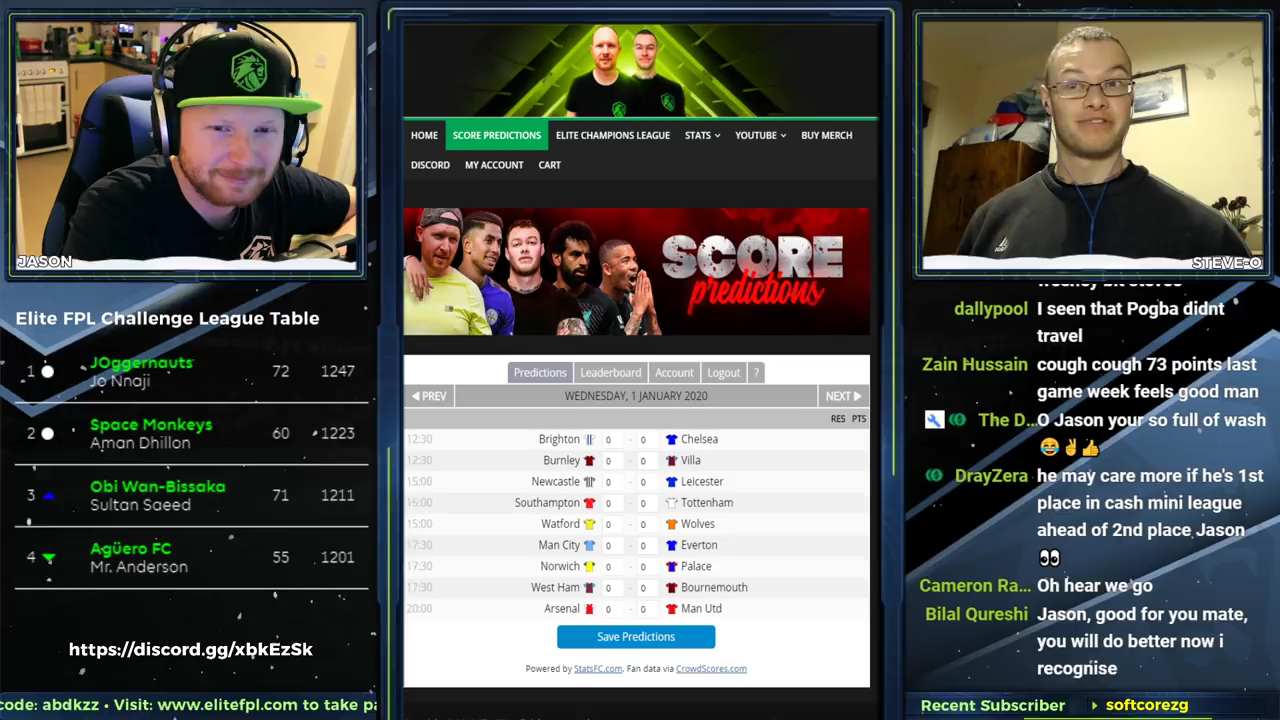 JASON
Elite FPL Challenge League Table
1 JOggernauts 72 1247
Jo Nnaji
2 Space Monkeys 60 1223
Aman Dhillon
3 Obi Wan-Bissaka 71 1211
Sultan Saeed
4 Agüero FC 55 1201
Mr. Anderson
https://discord.gg/xbkEzSk
code: abdkzz • Visit: www.elitefpl.com to take pa
HOME SCORE PREDICTIONS ELITE CHAMPIONS LEAGUE STATS YOUTUBE BUY MERCH
DISCORD MY ACCOUNT CART
SCORE
predictions
Predictions Leaderboard Account Logout ?
PREV WEDNESDAY, 1 JANUARY 2020 NEXT
RES PTS
12:30 Brighton 0 - 0 Chelsea
12:30 Burnley 0 - 0 Villa
15:00 Newcastle 0 - 0 Leicester
15:00 Southampton 0 - 0 Tottenham
15:00 Watford 0 - 0 Wolves
17:30 Man City 0 - 0 Everton
17:30 Norwich 0 - 0 Palace
17:30 West Ham 0 - 0 Bournemouth
20:00 Arsenal 0 - 0 Man Utd
Save Predictions
Powered by StatsFC.com. Fan data via CrowdScores.com
STEVE-O
dallypool I seen that Pogba didnt
travel
Zain Hussain cough cough 73 points last
game week feels good man
The D... O Jason your so full of wash
😂✌👍
DrayZera he may care more if he's 1st
place in cash mini league
ahead of 2nd place Jason
👀
Cameron Ra... Oh hear we go
Bilal Qureshi Jason, good for you mate,
you will do better now i
recognise
Recent Subscriber softcorezg